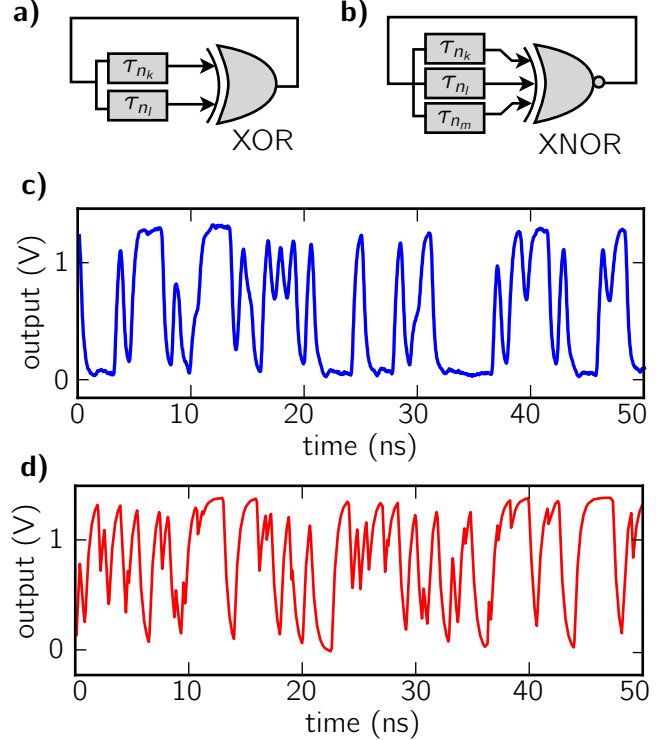 a)
b)
τnk
τnl
XOR
τnk
τnl
τnm
XNOR
c)
output (V)
1
0
0 10 20 30 40 50
time (ns)
d)
output (V)
1
0
0 10 20 30 40 50
time (ns)